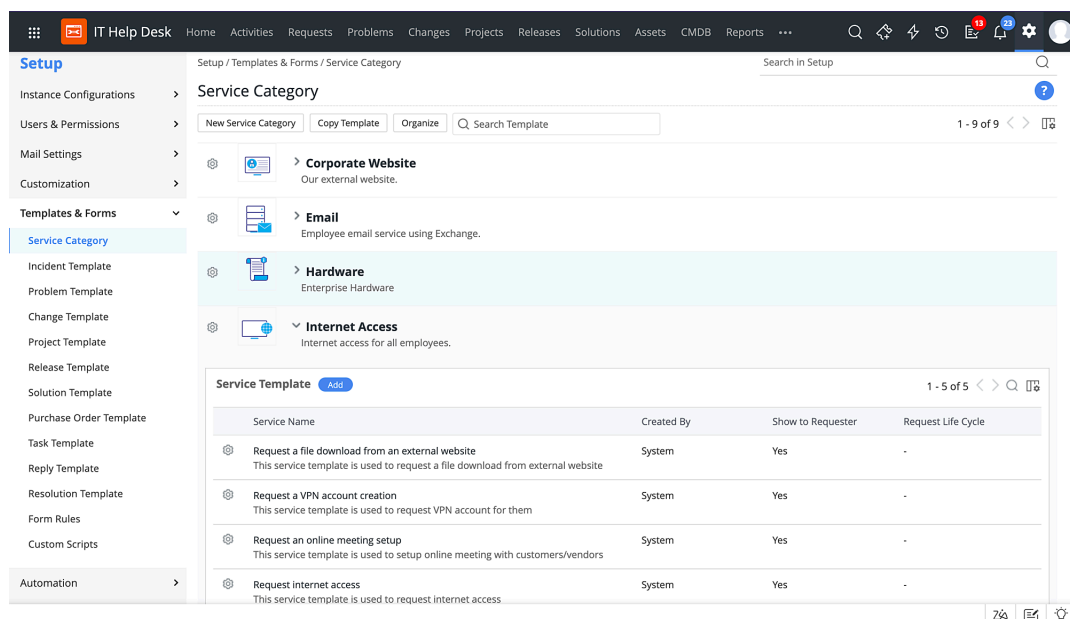 IT Help Desk Home Activities Requests Problems Changes Projects Releases Solutions Assets CMDB Reports ••• 13 23
Setup
Setup / Templates & Forms / Service Category
Search in Setup
Instance Configurations
Users & Permissions
Mail Settings
Customization
Templates & Forms
Service Category
Incident Template
Problem Template
Change Template
Project Template
Release Template
Solution Template
Purchase Order Template
Task Template
Reply Template
Resolution Template
Form Rules
Custom Scripts
Automation
Service Category
?
New Service Category Copy Template Organize Search Template 1 - 9 of 9
Corporate Website
Our external website.
Email
Employee email service using Exchange.
Hardware
Enterprise Hardware
Internet Access
Internet access for all employees.
Service Template Add 1 - 5 of 5
Service Name Created By Show to Requester Request Life Cycle
Request a file download from an external website System Yes -
This service template is used to request a file download from external website
Request a VPN account creation System Yes -
This service template is used to request VPN account for them
Request an online meeting setup System Yes -
This service template is used to setup online meeting with customers/vendors
Request internet access System Yes -
This service template is used to request internet access